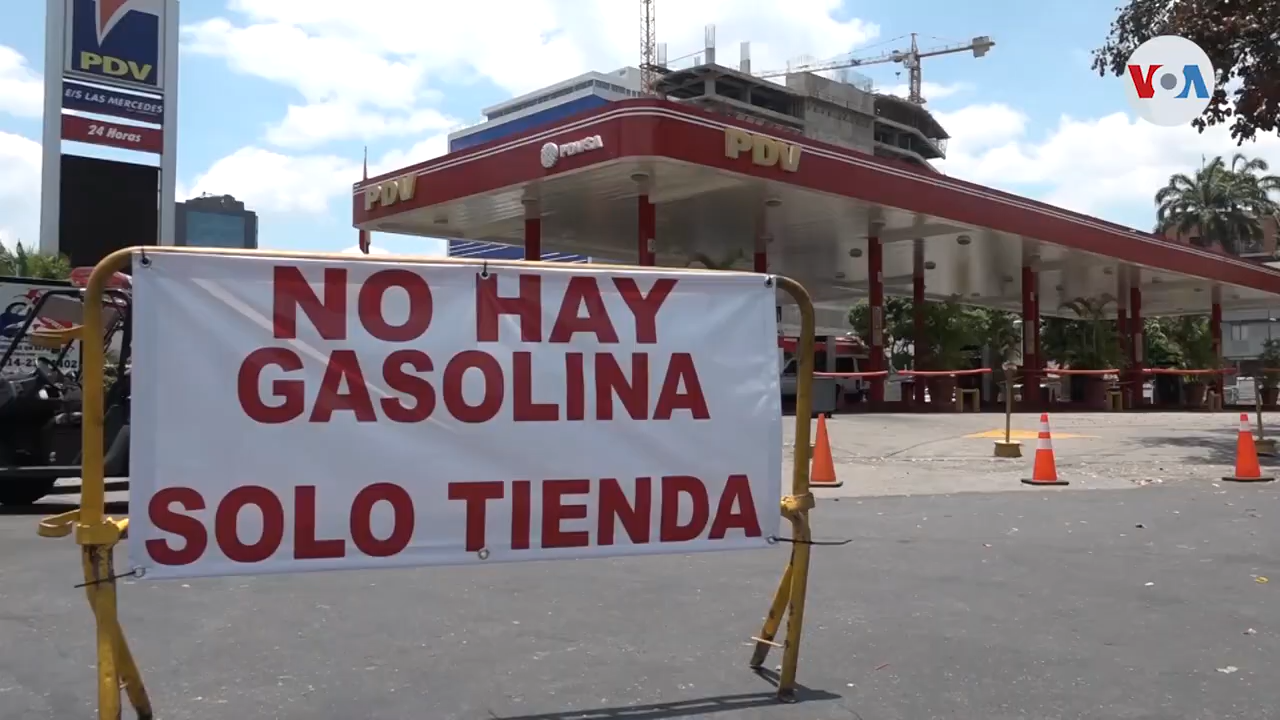 PDV
E/S LAS MERCEDES
24 Horas
PDV
PDVSA
PDV
VOA
NO HAY
GASOLINA
SOLO TIENDA